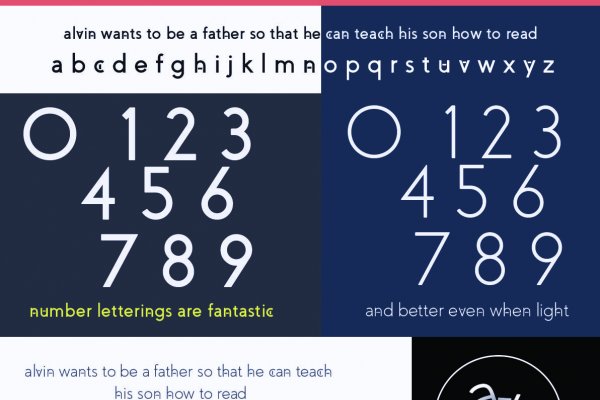 alvin wants to be a father so that he can teach his son how to read
a b c d e f g h i j k l m n o p q r s t u v w x y z
0 1 2 3
4 5 6
7 8 9
number letterings are fantastic
0 1 2 3
4 5 6
7 8 9
and better even when light
alvin wants to be a father so that he can teach
his son how to read